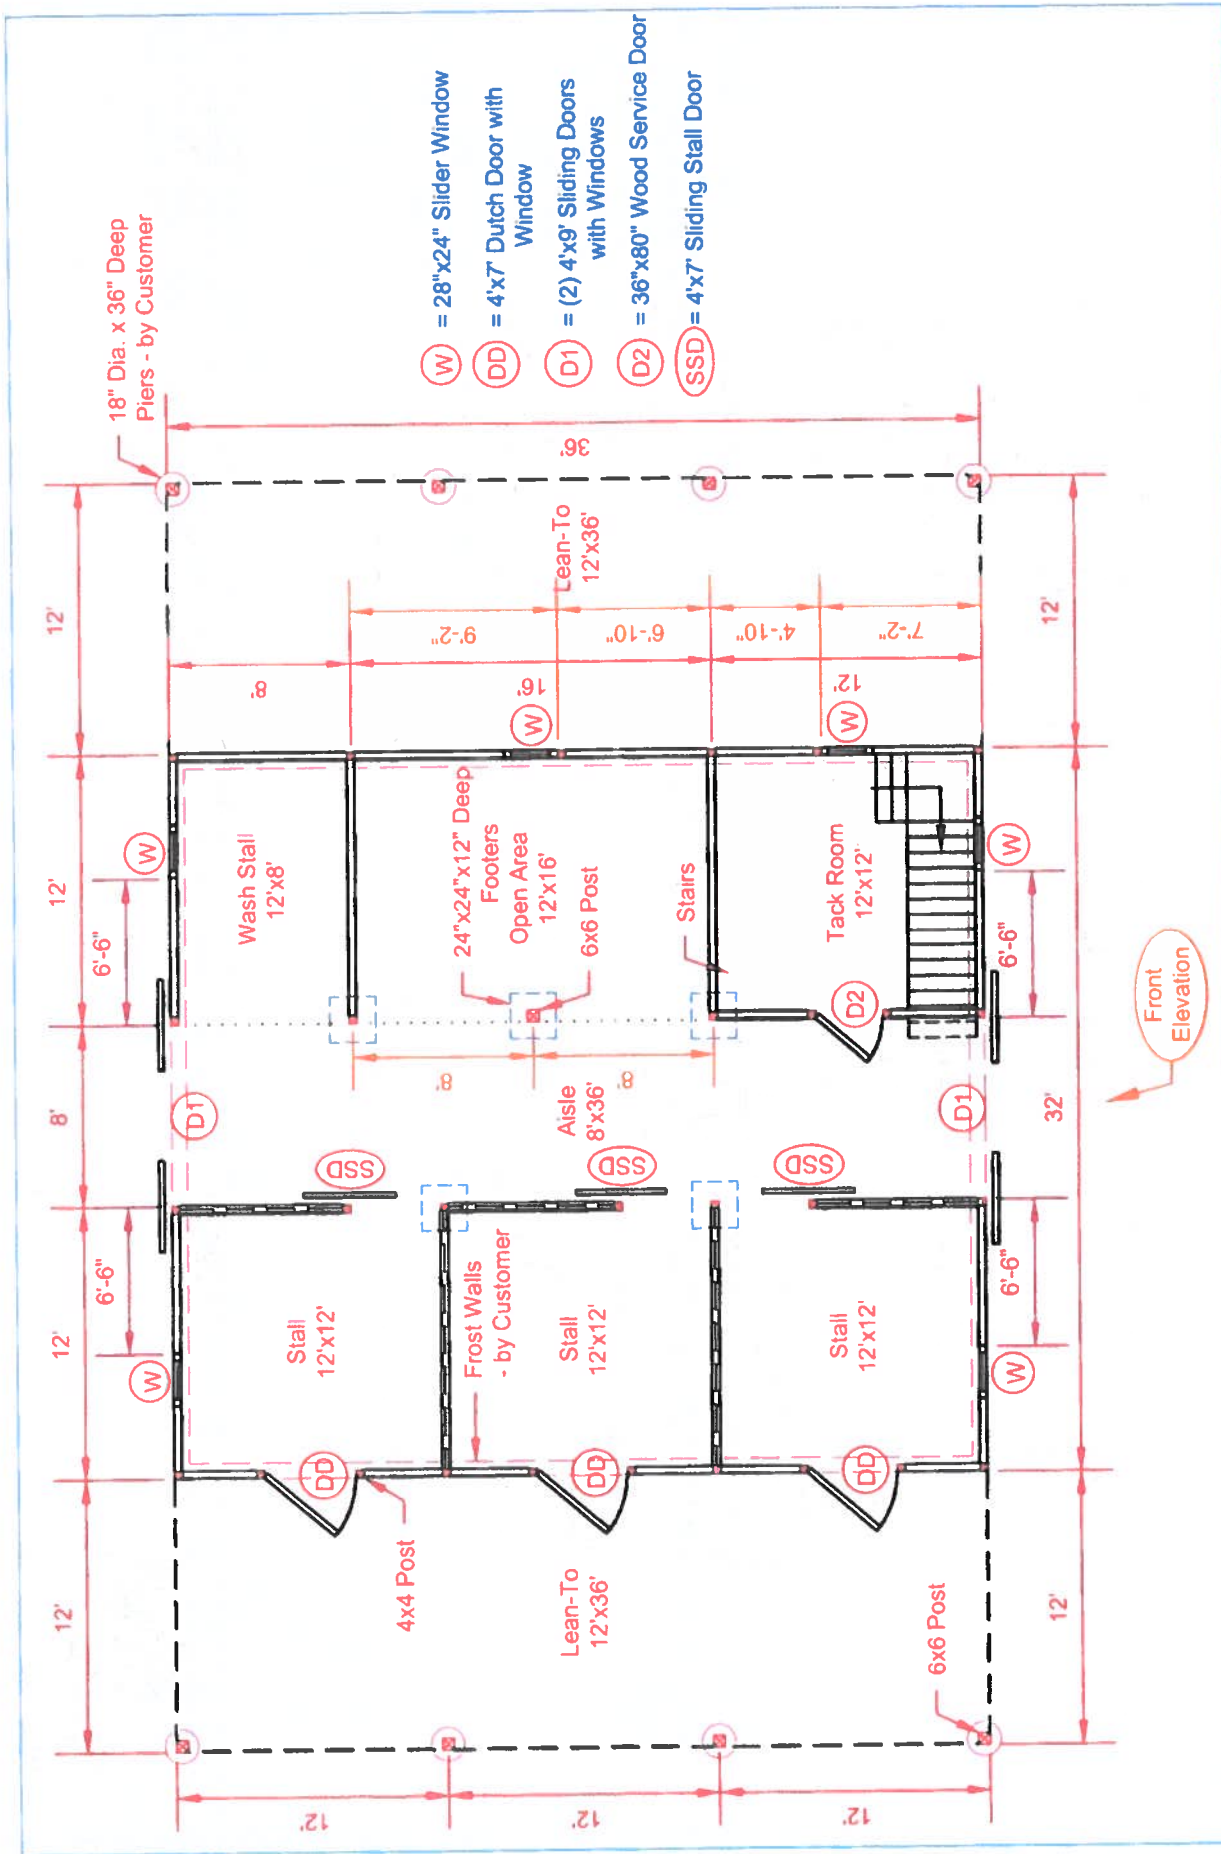 12'
12'
8'
12'
12'
6'-6"
6'-6"
18" Dia. x 36" Deep
Piers - by Customer
W
D1
W
12'
12'
12'
Lean-To
12'x36'
4x4 Post
6x6 Post
DD
DD
DD
Stall
12'x12'
Frost Walls
- by Customer
Stall
12'x12'
Stall
12'x12'
SSD
SSD
SSD
Aisle
8'x36'
8'
8'
Wash Stall
12'x8'
24"x24"x12" Deep
Footers
Open Area
12'x16'
6x6 Post
Stairs
Tack Room
12'x12'
D2
W
W
8'
16'
12'
9'-2"
6'-10"
4'-10"
7'-2"
Lean-To
12'x36'
36'
W
D1
W
6'-6"
6'-6"
12'
32'
12'
Front
Elevation
W = 28"x24" Slider Window
DD = 4'x7' Dutch Door with
Window
D1 = (2) 4'x9' Sliding Doors
with Windows
D2 = 36"x80" Wood Service Door
SSD = 4'x7' Sliding Stall Door